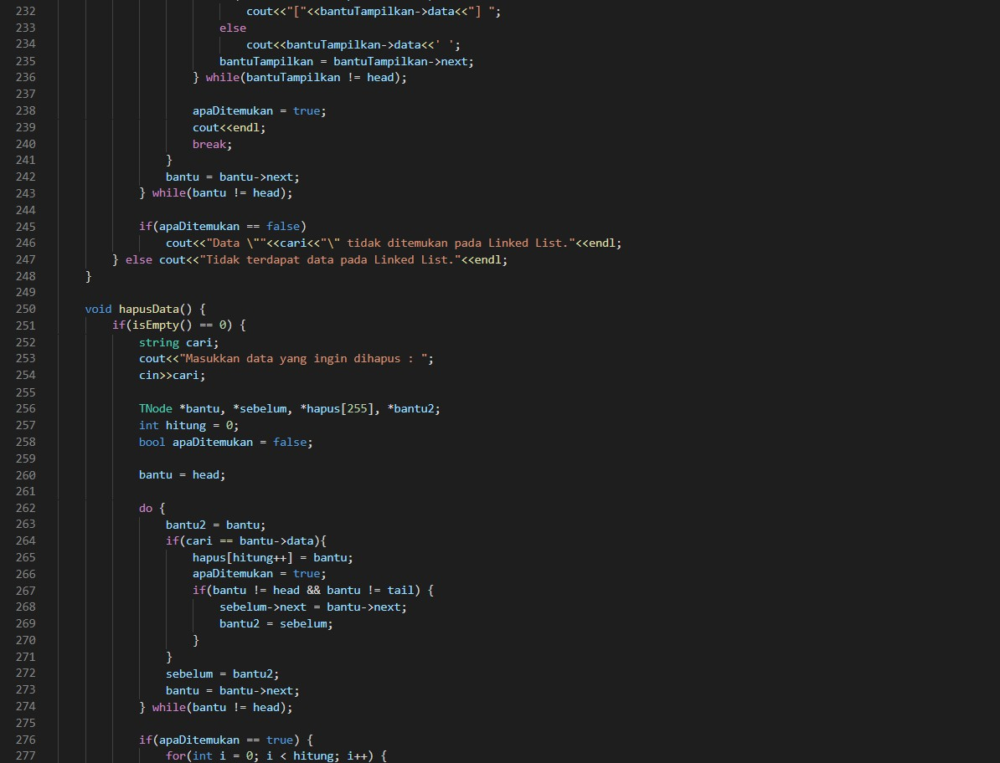 232 cout<<"["<<bantuTampilkan->data<<"] ";
233 else
234 cout<<bantuTampilkan->data<<' ';
235 bantuTampilkan = bantuTampilkan->next;
236 } while(bantuTampilkan != head);
237
238 apaDitemukan = true;
239 cout<<endl;
240 break;
241 }
242 bantu = bantu->next;
243 } while(bantu != head);
244
245 if(apaDitemukan == false)
246 cout<<"Data \""<<cari<<"\" tidak ditemukan pada Linked List."<<endl;
247 } else cout<<"Tidak terdapat data pada Linked List."<<endl;
248 }
249
250 void hapusData() {
251 if(isEmpty() == 0) {
252 string cari;
253 cout<<"Masukkan data yang ingin dihapus : ";
254 cin>>cari;
255
256 TNode *bantu, *sebelum, *hapus[255], *bantu2;
257 int hitung = 0;
258 bool apaDitemukan = false;
259
260 bantu = head;
261
262 do {
263 bantu2 = bantu;
264 if(cari == bantu->data){
265 hapus[hitung++] = bantu;
266 apaDitemukan = true;
267 if(bantu != head && bantu != tail) {
268 sebelum->next = bantu->next;
269 bantu2 = sebelum;
270 }
271 }
272 sebelum = bantu2;
273 bantu = bantu->next;
274 } while(bantu != head);
275
276 if(apaDitemukan == true) {
277 for(int i = 0; i < hitung; i++) {